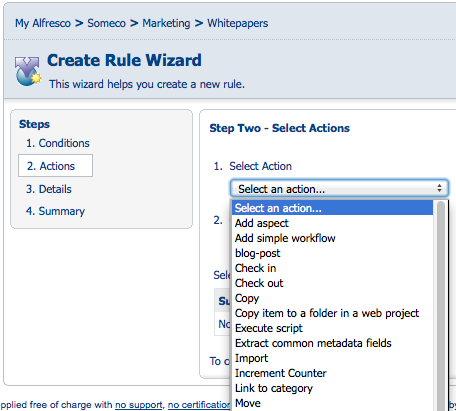 My Alfresco > Someco > Marketing > Whitepapers
Create Rule Wizard
This wizard helps you create a new rule.
Steps
1. Conditions
2. Actions
3. Details
4. Summary
Step Two - Select Actions
1. Select Action
Select an action...
Select an action...
Add aspect
2. Add simple workflow
blog-post
Check in
Check out
Copy
Copy item to a folder in a web project
Execute script
Extract common metadata fields
Import
Increment Counter
Link to category
Move
To
no support, no certification
free of charge with